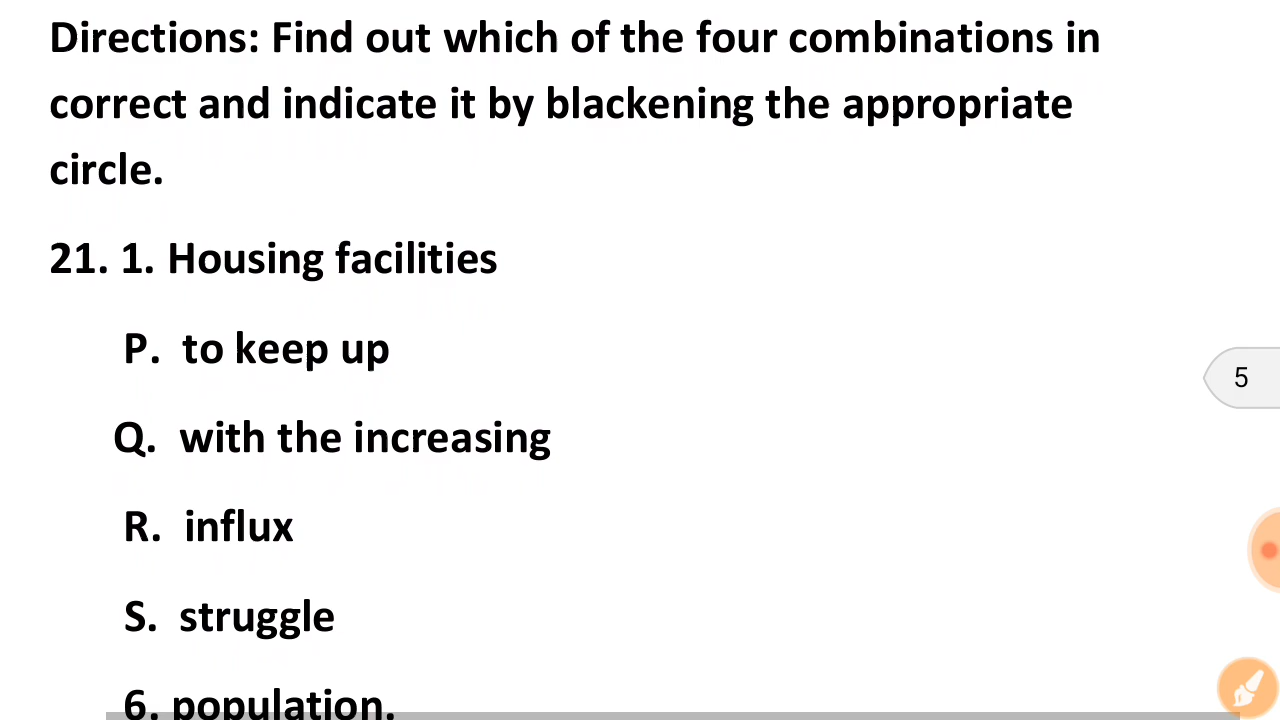 Directions: Find out which of the four combinations in
correct and indicate it by blackening the appropriate
circle.
21. 1. Housing facilities
P. to keep up
Q. with the increasing
5
R. influx
S. struggle
6. population.